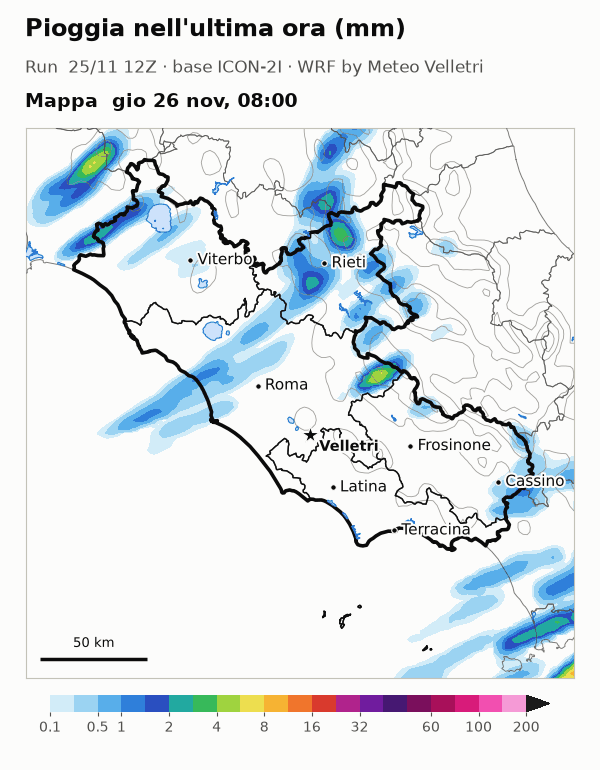 Pioggia nell'ultima ora (mm)
Run  25/11 12Z · base ICON-2I · WRF by Meteo Velletri
Mappa  gio 26 nov, 08:00
Viterbo
Rieti
Roma
Velletri
Frosinone
Latina
Cassino
Terracina
50 km
0.1 0.5 1 2 4 8 16 32 60 100 200